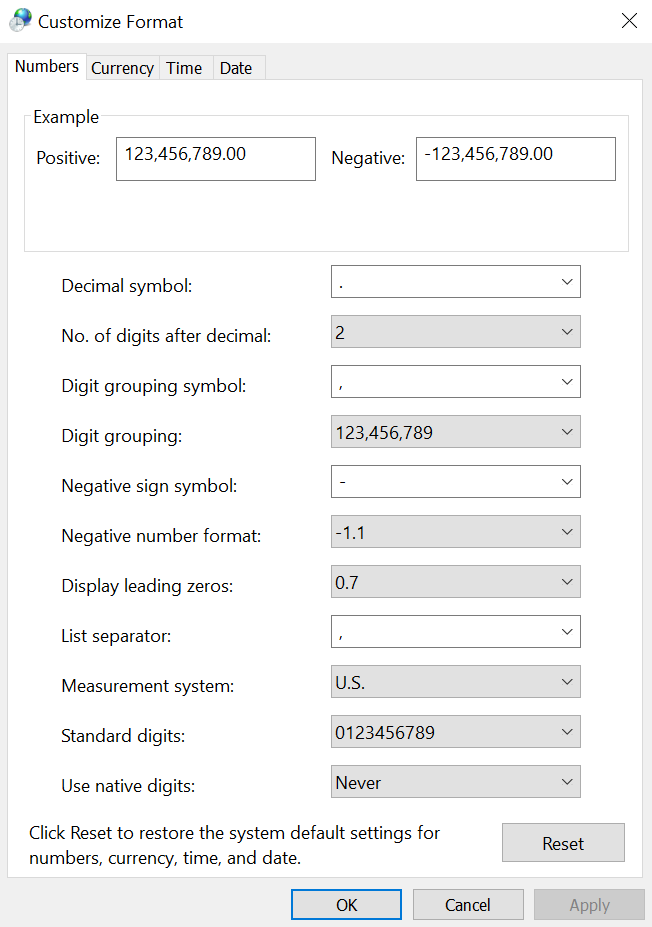 Customize Format
Numbers Currency Time Date
Example
Positive: 123,456,789.00 Negative: -123,456,789.00
Decimal symbol: .
No. of digits after decimal: 2
Digit grouping symbol: ,
Digit grouping: 123,456,789
Negative sign symbol: -
Negative number format: -1.1
Display leading zeros: 0.7
List separator: ,
Measurement system: U.S.
Standard digits: 0123456789
Use native digits: Never
Click Reset to restore the system default settings for
numbers, currency, time, and date.
Reset
OK Cancel Apply